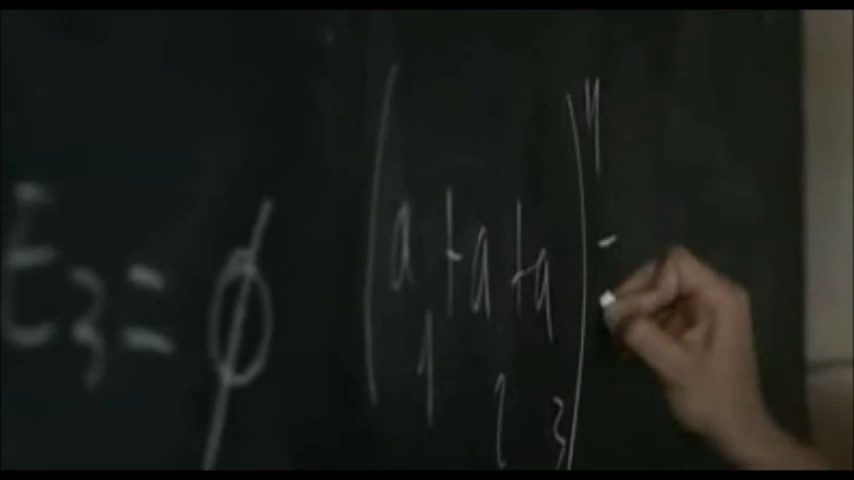 E₃ = ∅
(a₁ + a₂ + a₃)ⁿ -